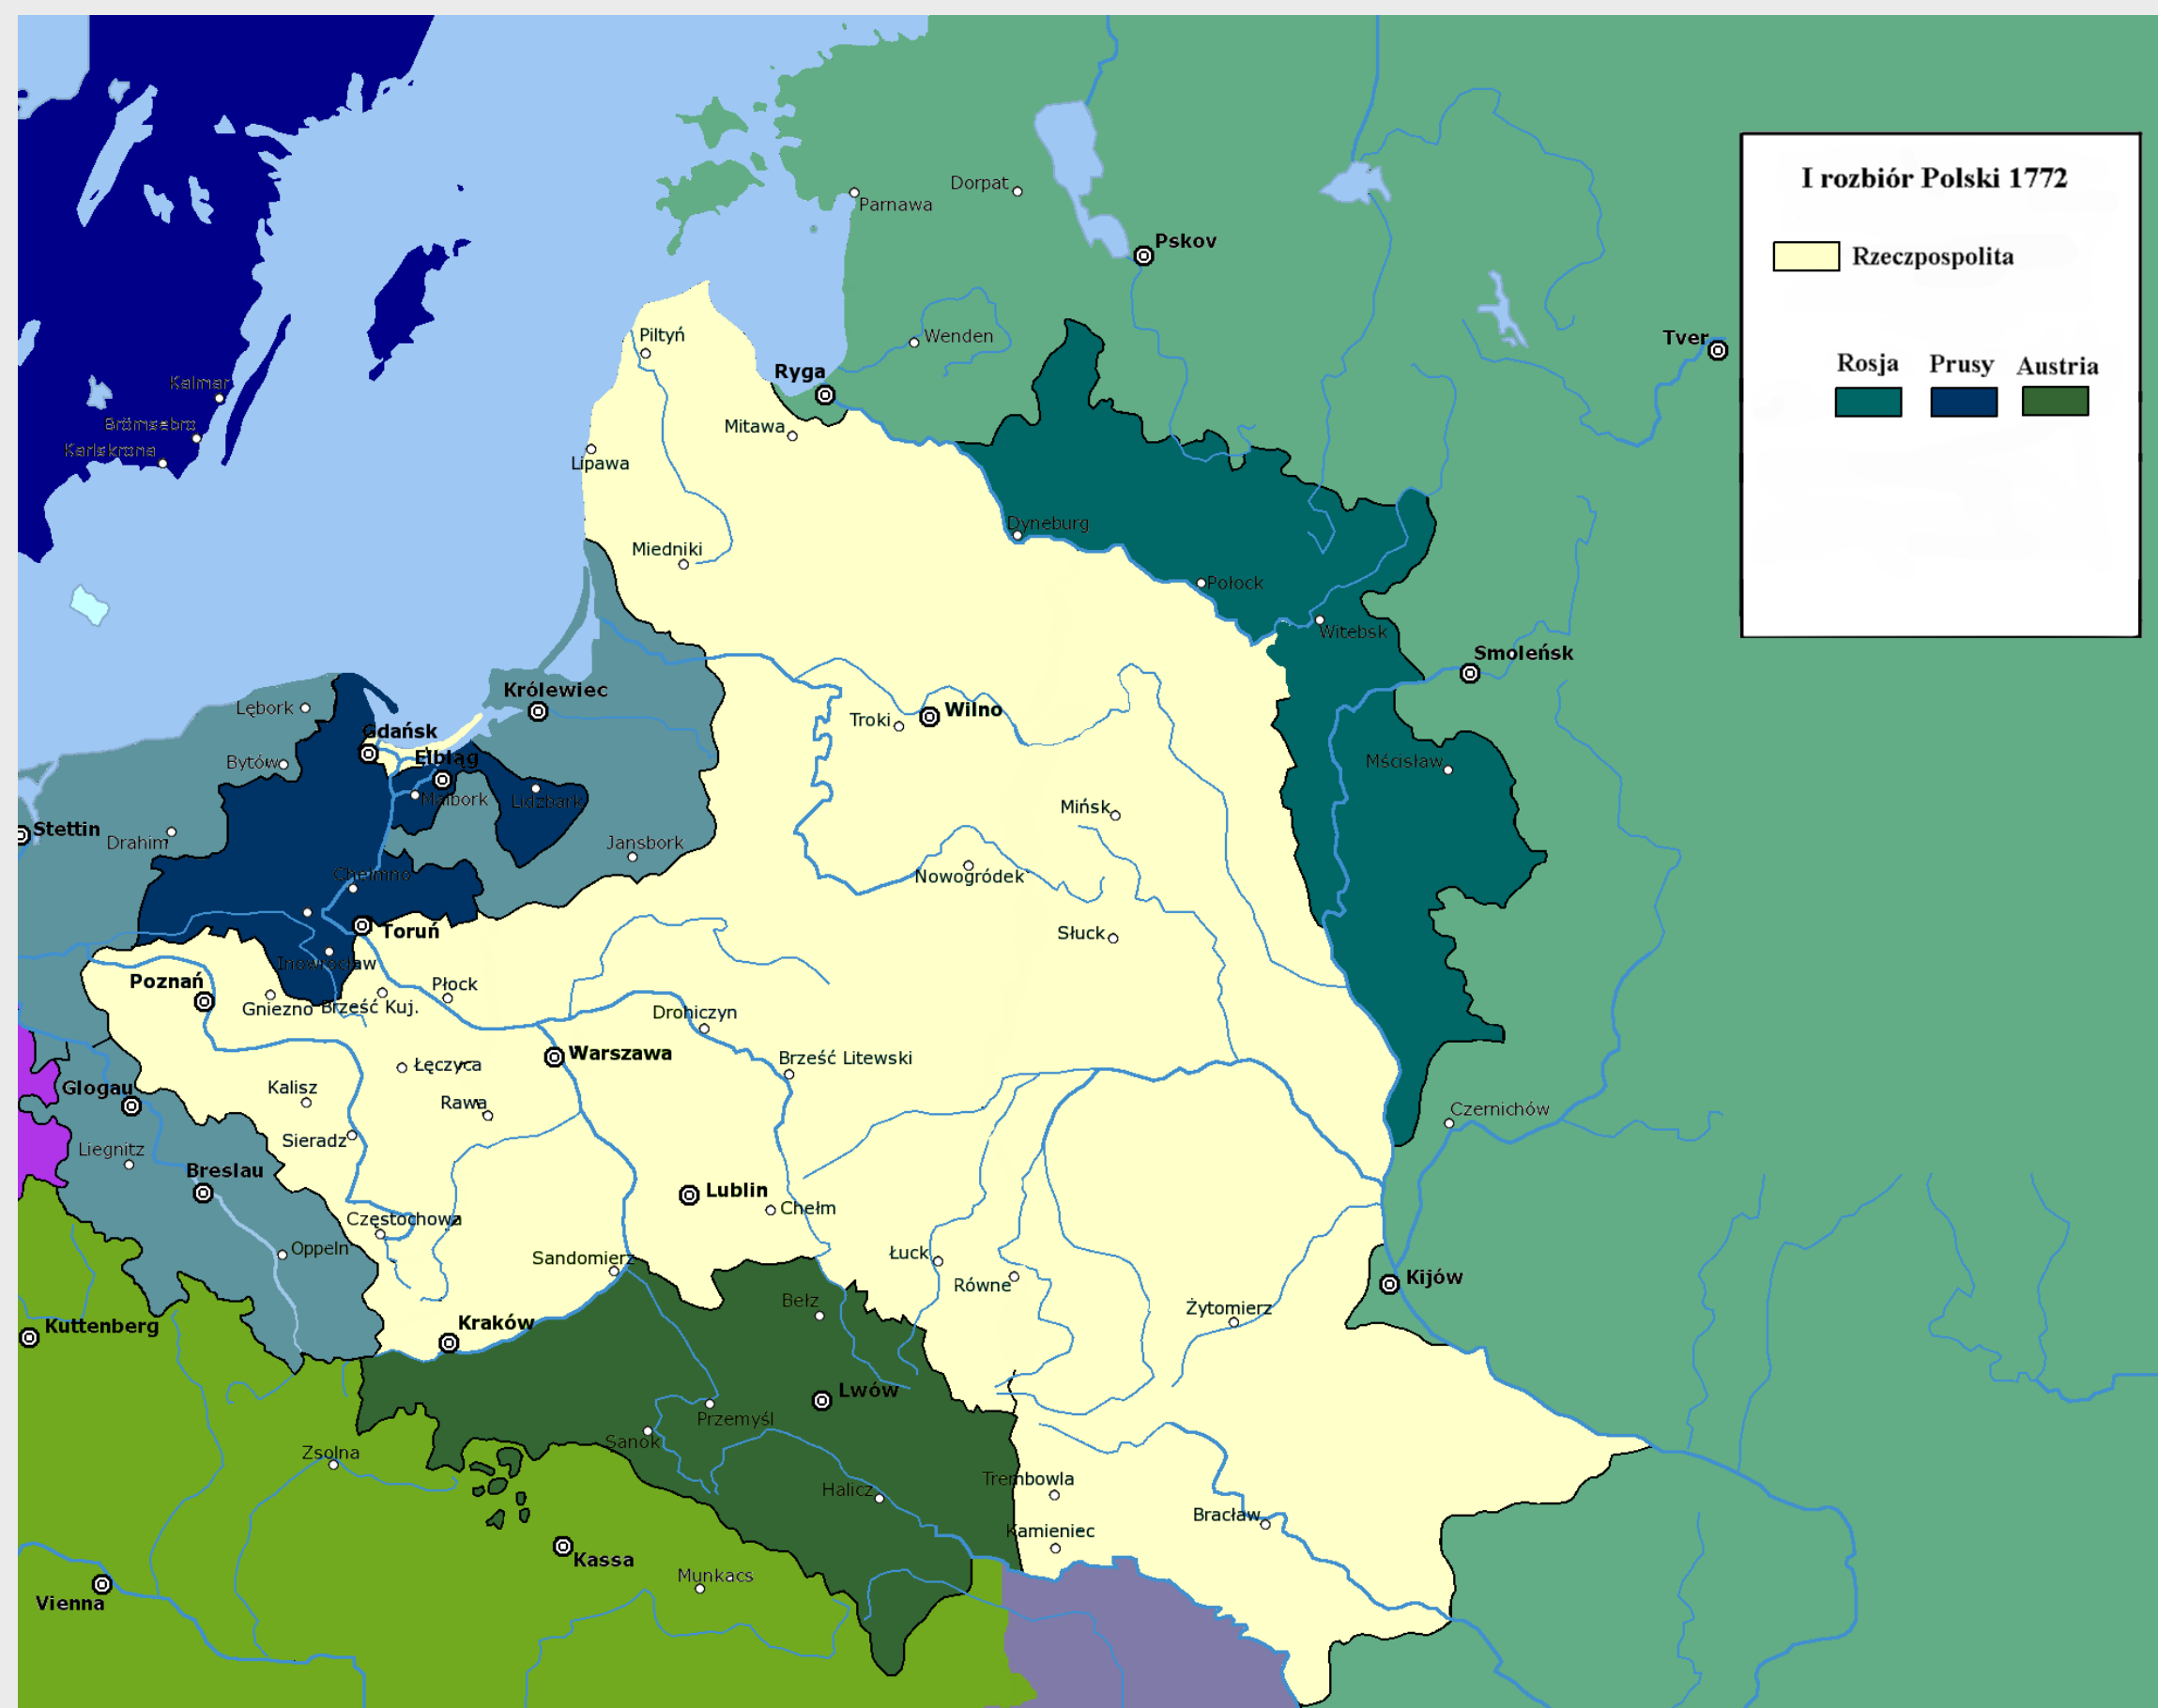 I rozbiór Polski 1772
Rzeczpospolita
Rosja Prusy Austria
Parnawa
Dorpat
Pskov
Wenden
Tver
Piltyń
Ryga
Mitawa
Kalmar
Brömsebro
Karlskrona
Lipawa
Dyneburg
Miedniki
Połock
Witebsk
Smoleńsk
Królewiec
Lębork
Troki
Wilno
Gdańsk
Elbląg
Bytów
Mścisław
Malbork
Lidzbark
Mińsk
Stettin
Drahim
Jansbork
Chełmno
Nowogródek
Toruń
Słuck
Inowrocław
Poznań
Płock
Gniezno
Brześć Kuj.
Drohiczyn
Warszawa
Brześć Litewski
Łęczyca
Glogau
Kalisz
Rawa
Czernichów
Sieradz
Liegnitz
Breslau
Lublin
Chełm
Częstochowa
Oppeln
Sandomierz
Łuck
Równe
Kijów
Bełz
Żytomierz
Kuttenberg
Kraków
Lwów
Przemyśl
Sanok
Zsolna
Trembowla
Halicz
Bracław
Kamieniec
Kassa
Munkacs
Vienna